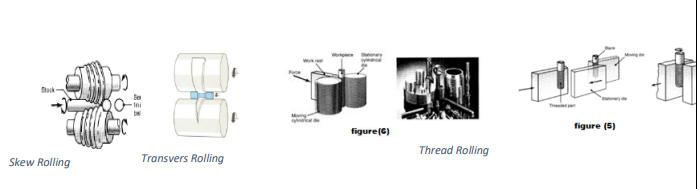 Stock
Skew Rolling
Transvers Rolling
Workpiece
Stationary
cylindrical
die
Work rest
Force
Moving
cylindrical die
figure(6)
Thread Rolling
Blank
Moving die
Stationary die
Threaded part
figure (5)